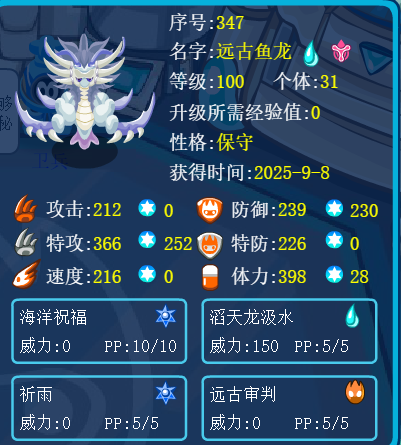 序号:347
名字:远古鱼龙
等级:100 个体:31
升级所需经验值:0
性格:保守
获得时间:2025-9-8
攻击:212 0 防御:239 230
特攻:366 252 特防:226 0
速度:216 0 体力:398 28
海洋祝福 滔天龙汲水
威力:0 PP:10/10 威力:150 PP:5/5
祈雨 远古审判
威力:0 PP:5/5 威力:0 PP:5/5